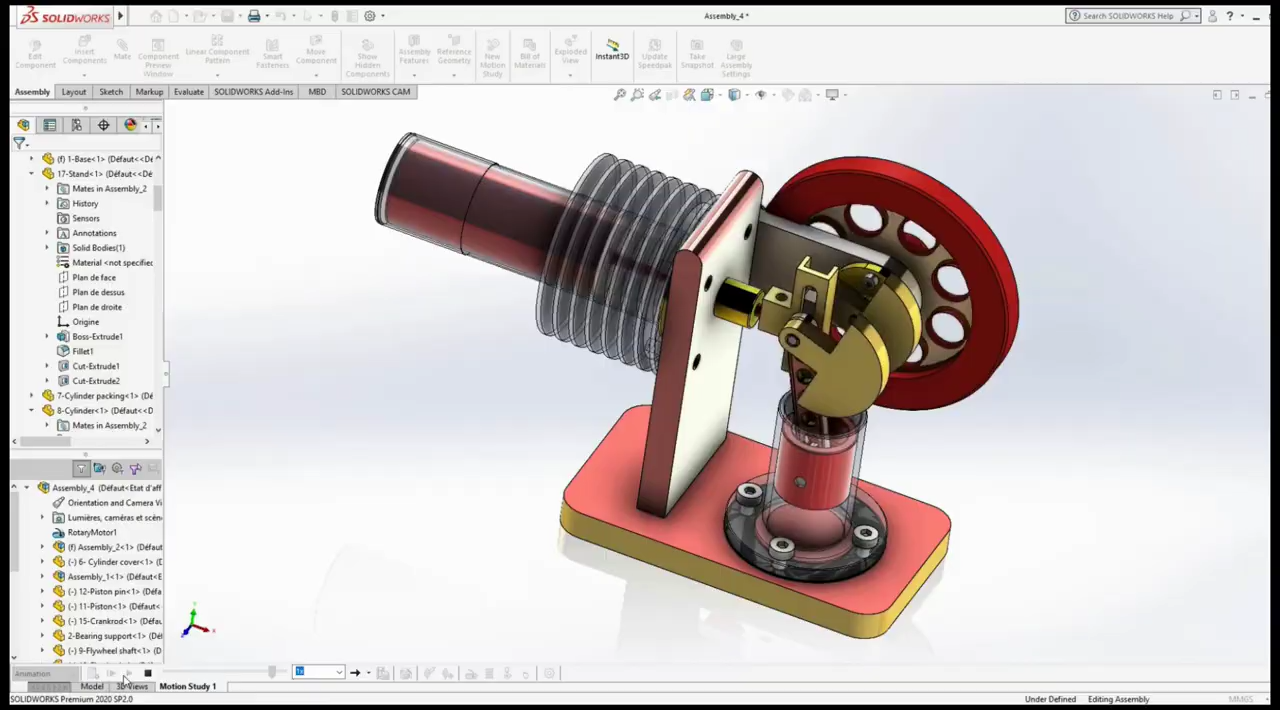 SOLIDWORKS
Assembly_4 *
Search SOLIDWORKS Help
?
Edit Component
Insert Components
Mate
Component Preview Window
Linear Component Pattern
Smart Fasteners
Move Component
Show Hidden Components
Assembly Features
Reference Geometry
New Motion Study
Bill of Materials
Exploded View
Instant3D
Update Speedpak
Take Snapshot
Large Assembly Settings
Assembly
Layout
Sketch
Markup
Evaluate
SOLIDWORKS Add-Ins
MBD
SOLIDWORKS CAM
(f) 1-Base<1> (Défaut<<Dé
17-Stand<1> (Défaut<<Dé
Mates in Assembly_2
History
Sensors
Annotations
Solid Bodies(1)
Material <not specifiec
Plan de face
Plan de dessus
Plan de droite
Origine
Boss-Extrude1
Fillet1
Cut-Extrude1
Cut-Extrude2
7-Cylinder packing<1> (D
8-Cylinder<1> (Défaut<<D
Mates in Assembly_2
Assembly_4 (Défaut<Etat d'aff
Orientation and Camera Vi
Lumières, caméras et scèn
RotaryMotor1
(f) Assembly_2<1> (Défaut
(-) 6- Cylinder cover<1> (D
Assembly_1<1> (Défaut<E
(-) 12-Piston pin<1> (Défa
(-) 11-Piston<1> (Défaut<
(-) 15-Crankrod<1> (Défau
2-Bearing support<1> (Dé
(-) 9-Flywheel shaft<1> (D
Animation
1x
Model
3D Views
Motion Study 1
SOLIDWORKS Premium 2020 SP2.0
Under Defined
Editing Assembly
MMGS